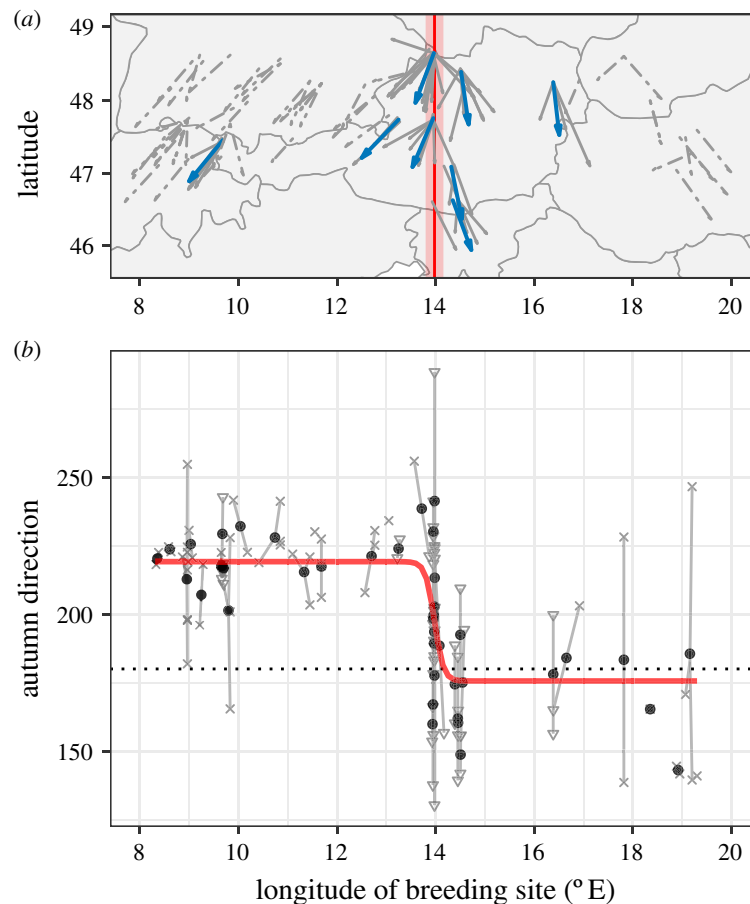 (a)
49
48
47
46
latitude
8 10 12 14 16 18 20
(b)
250
200
150
autumn direction
8 10 12 14 16 18 20
longitude of breeding site (° E)